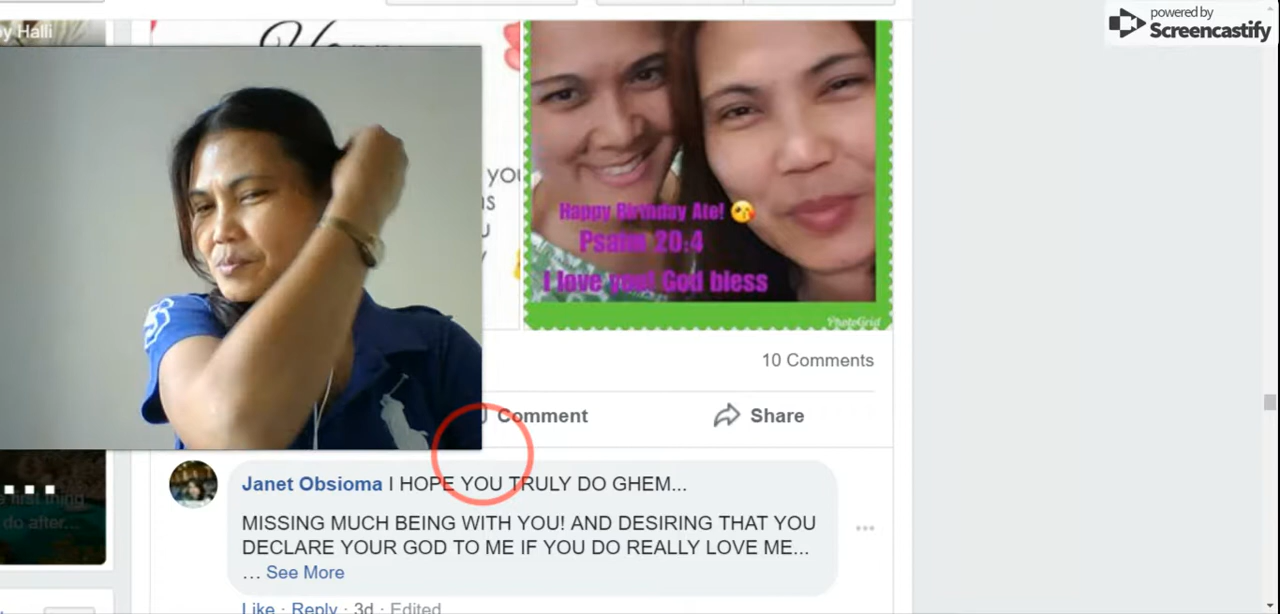 y Halli
powered by
Screencastify
Happy Birthday Ate!
Psalm 20:4
I love you! God bless
PhotoGrid
10 Comments
Comment
Share
Janet Obsioma I HOPE YOU TRULY DO GHEM...
MISSING MUCH BEING WITH YOU! AND DESIRING THAT YOU
DECLARE YOUR GOD TO ME IF YOU DO REALLY LOVE ME...
... See More
do after...
Like · Reply · 3d · Edited